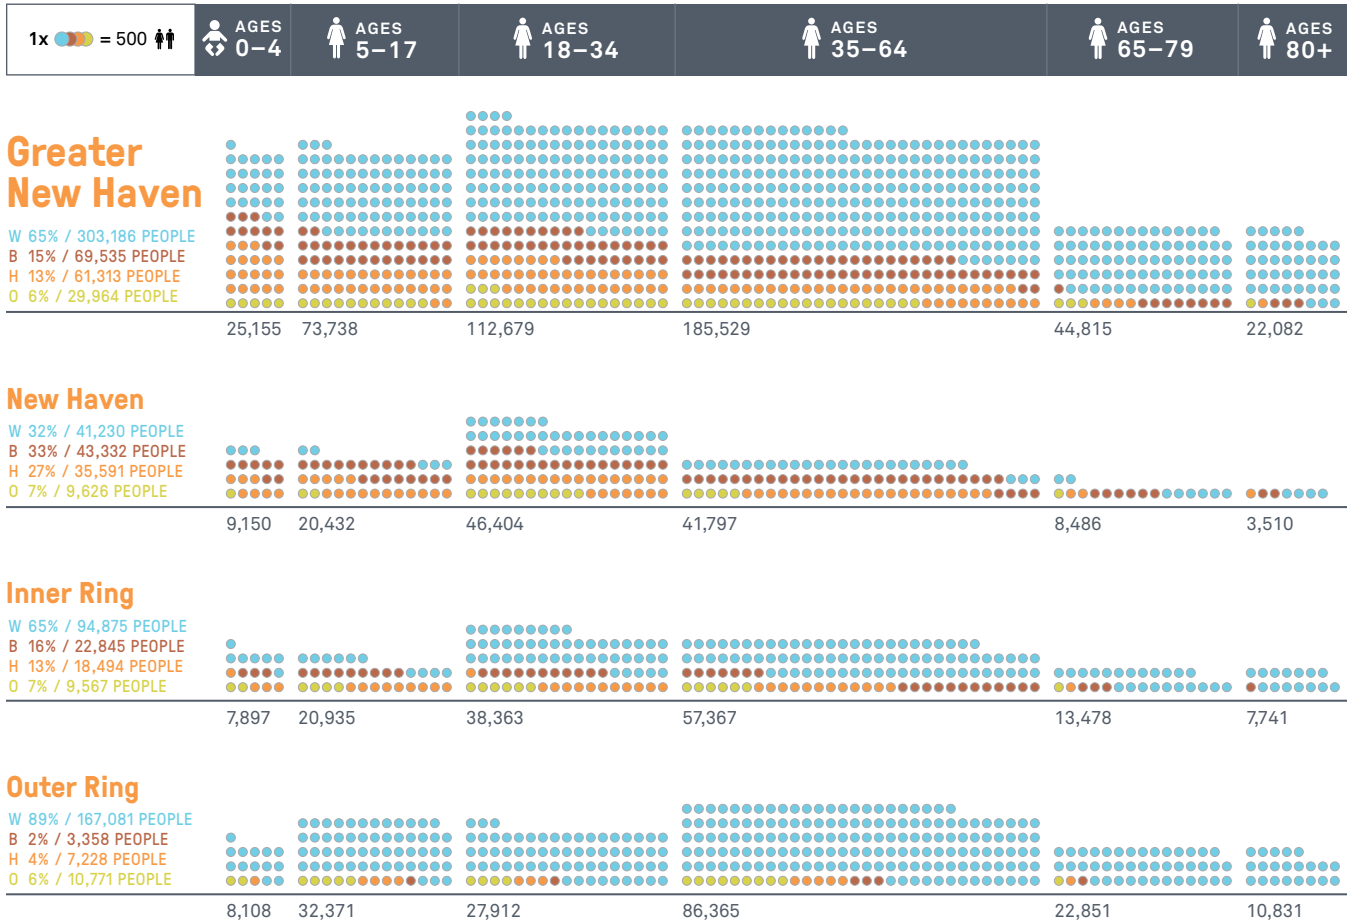 1x = 500
AGES 0–4
AGES 5–17
AGES 18–34
AGES 35–64
AGES 65–79
AGES 80+
Greater
New Haven
W 65% / 303,186 PEOPLE
B 15% / 69,535 PEOPLE
H 13% / 61,313 PEOPLE
O 6% / 29,964 PEOPLE
25,155 73,738 112,679 185,529 44,815 22,082
New Haven
W 32% / 41,230 PEOPLE
B 33% / 43,332 PEOPLE
H 27% / 35,591 PEOPLE
O 7% / 9,626 PEOPLE
9,150 20,432 46,404 41,797 8,486 3,510
Inner Ring
W 65% / 94,875 PEOPLE
B 16% / 22,845 PEOPLE
H 13% / 18,494 PEOPLE
O 7% / 9,567 PEOPLE
7,897 20,935 38,363 57,367 13,478 7,741
Outer Ring
W 89% / 167,081 PEOPLE
B 2% / 3,358 PEOPLE
H 4% / 7,228 PEOPLE
O 6% / 10,771 PEOPLE
8,108 32,371 27,912 86,365 22,851 10,831